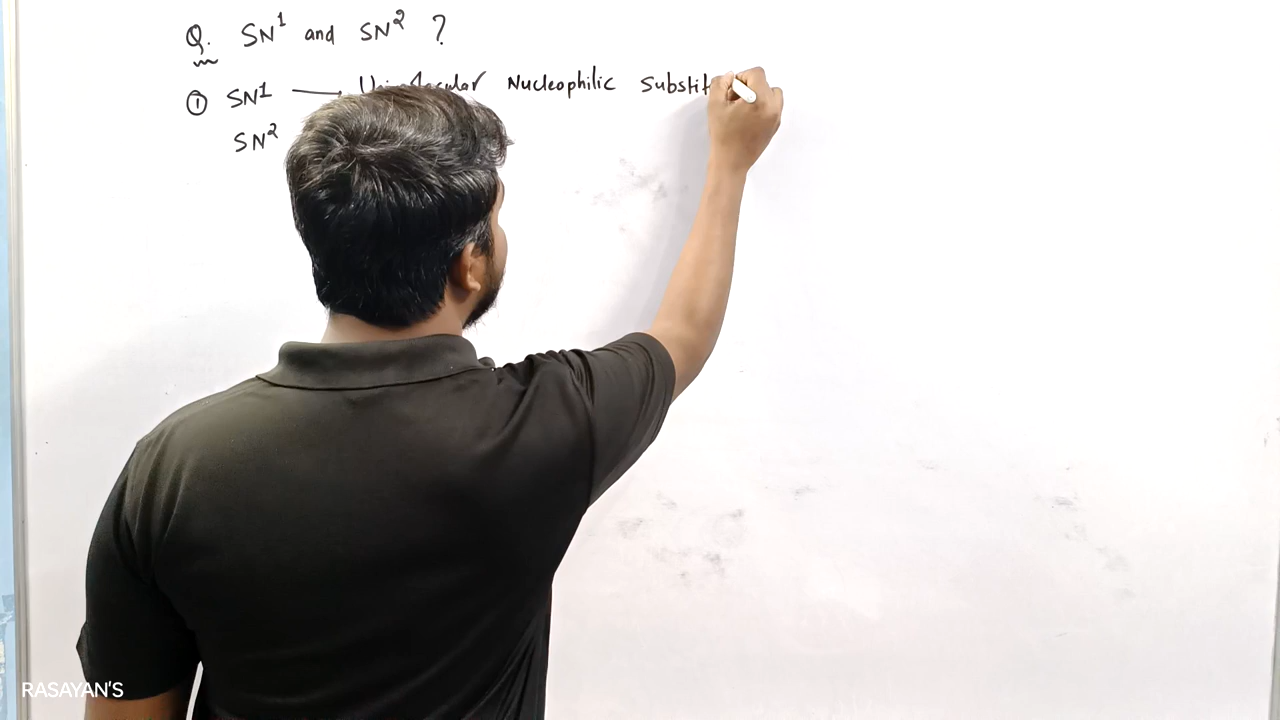 Q. SN¹ and SN² ?
① SN¹ → Unimolecular Nucleophilic Substit
SN²
RASAYAN'S